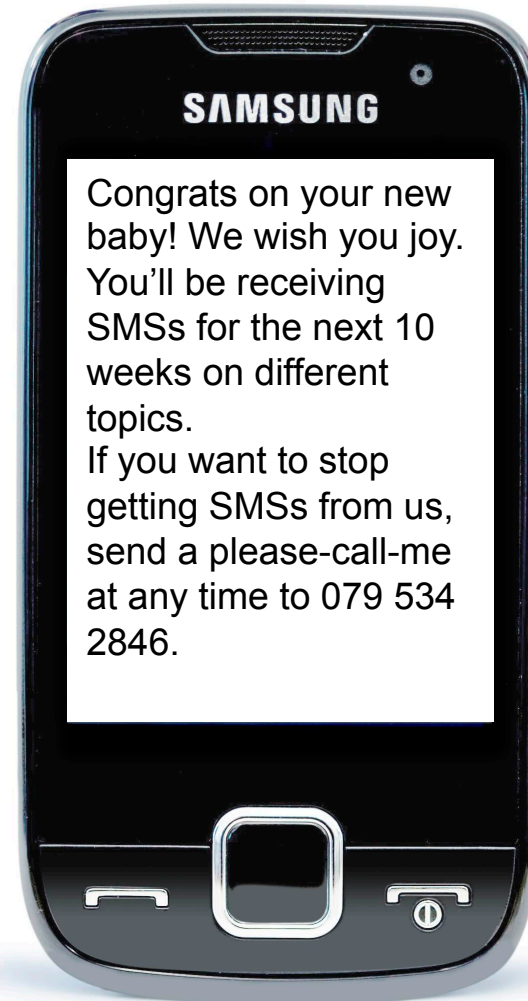 SAMSUNG
Congrats on your new
baby! We wish you joy.
You’ll be receiving
SMSs for the next 10
weeks on different
topics.
If you want to stop
getting SMSs from us,
send a please-call-me
at any time to 079 534
2846.